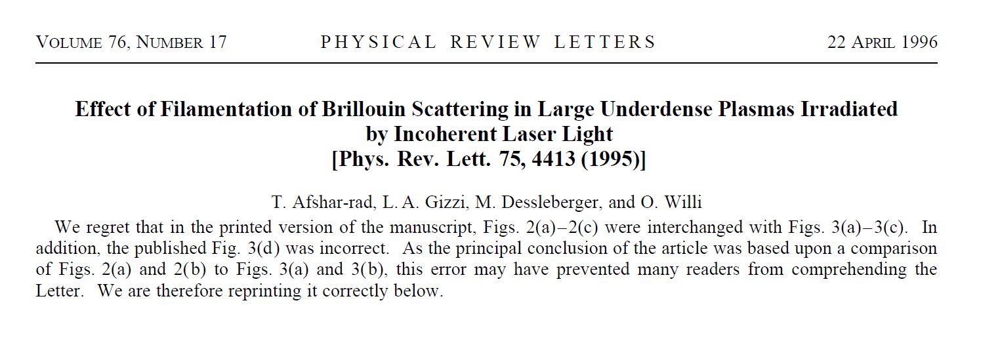 VOLUME 76, NUMBER 17 PHYSICAL REVIEW LETTERS 22 APRIL 1996
Effect of Filamentation of Brillouin Scattering in Large Underdense Plasmas Irradiated
by Incoherent Laser Light
[Phys. Rev. Lett. 75, 4413 (1995)]
T. Afshar-rad, L. A. Gizzi, M. Dessleberger, and O. Willi
We regret that in the printed version of the manuscript, Figs. 2(a)–2(c) were interchanged with Figs. 3(a)–3(c). In
addition, the published Fig. 3(d) was incorrect. As the principal conclusion of the article was based upon a comparison
of Figs. 2(a) and 2(b) to Figs. 3(a) and 3(b), this error may have prevented many readers from comprehending the
Letter. We are therefore reprinting it correctly below.